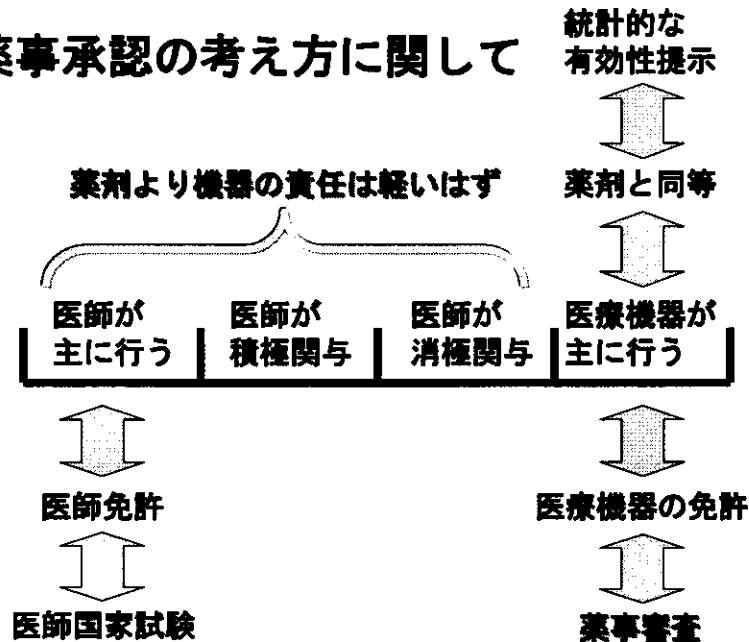 薬事承認の考え方に関して
統計的な
有効性提示
薬剤より機器の責任は軽いはず
薬剤と同等
医師が
主に行う
医師が
積極関与
医師が
消極関与
医療機器が
主に行う
医師免許
医療機器の免許
医師国家試験
薬事審査